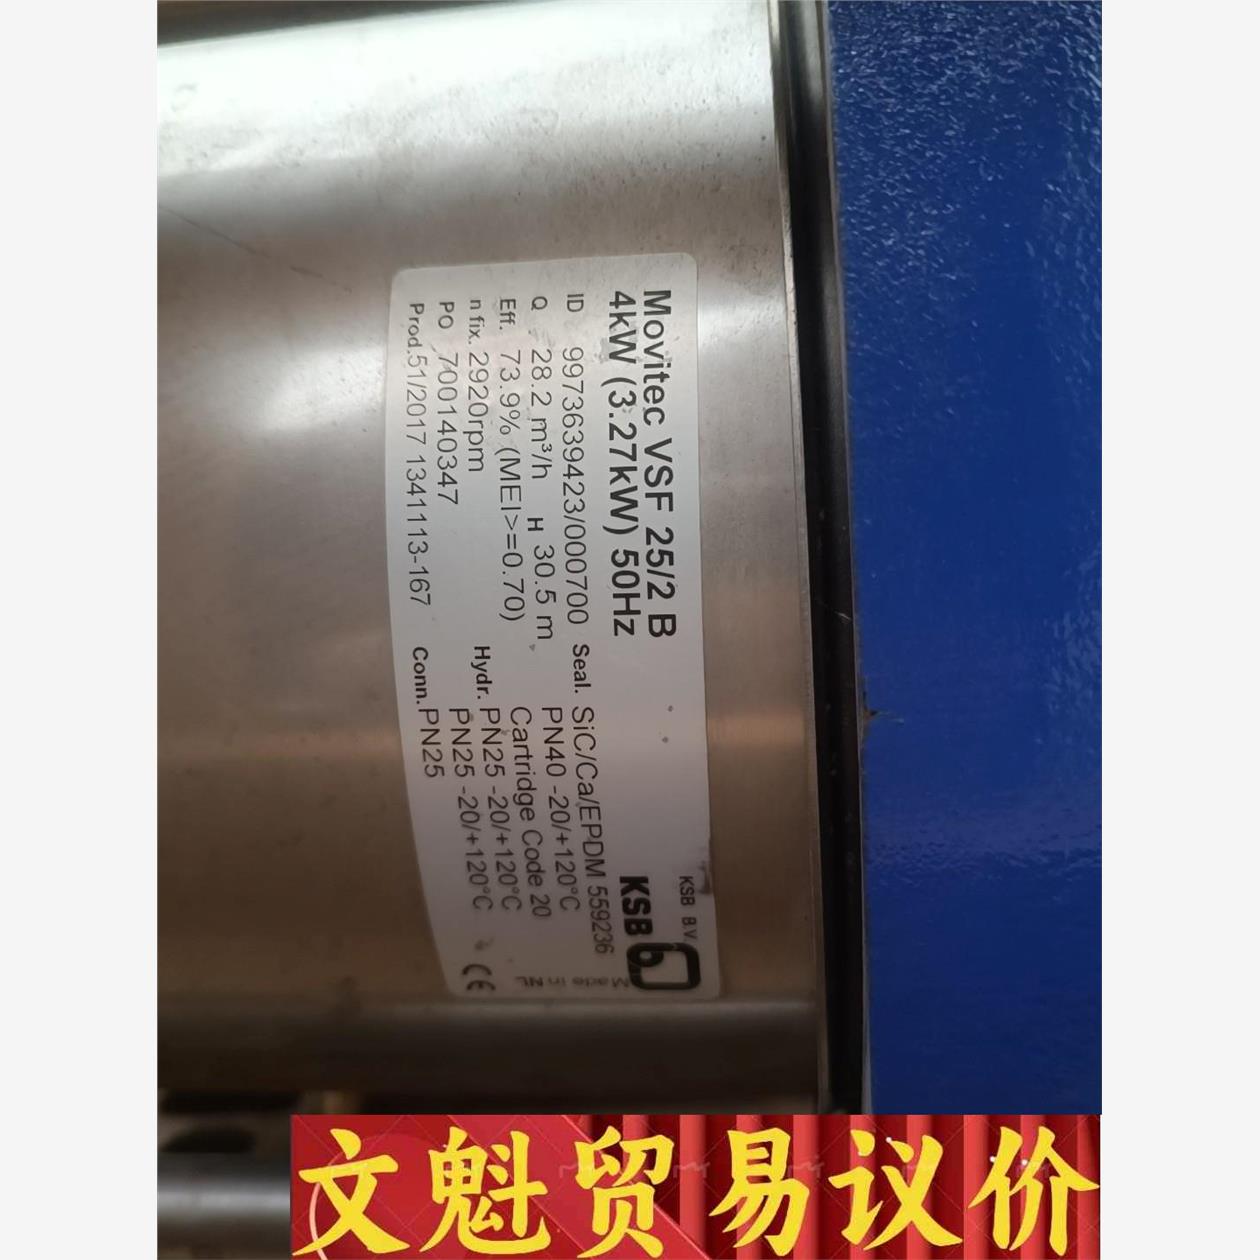 KSB B.V.
Movitec VSF 25/2 B
4kW (3.27kW) 50Hz
KSB
ID 9973639423/000700
Q 28.2 m³/h H 30.5 m
Eff. 73.9% (MEI>=0.70)
n fix. 2920rpm
PO 700140347
Prod. 51/2017 1341113-167
Seal. SiC/Ca/EPDM 559236
PN40 -20/+120°C
Cartridge Code 20
Hydr. PN25 -20/+120°C
PN25 -20/+120°C
Conn. PN25
Made in NL
CE
文魁贸易议价